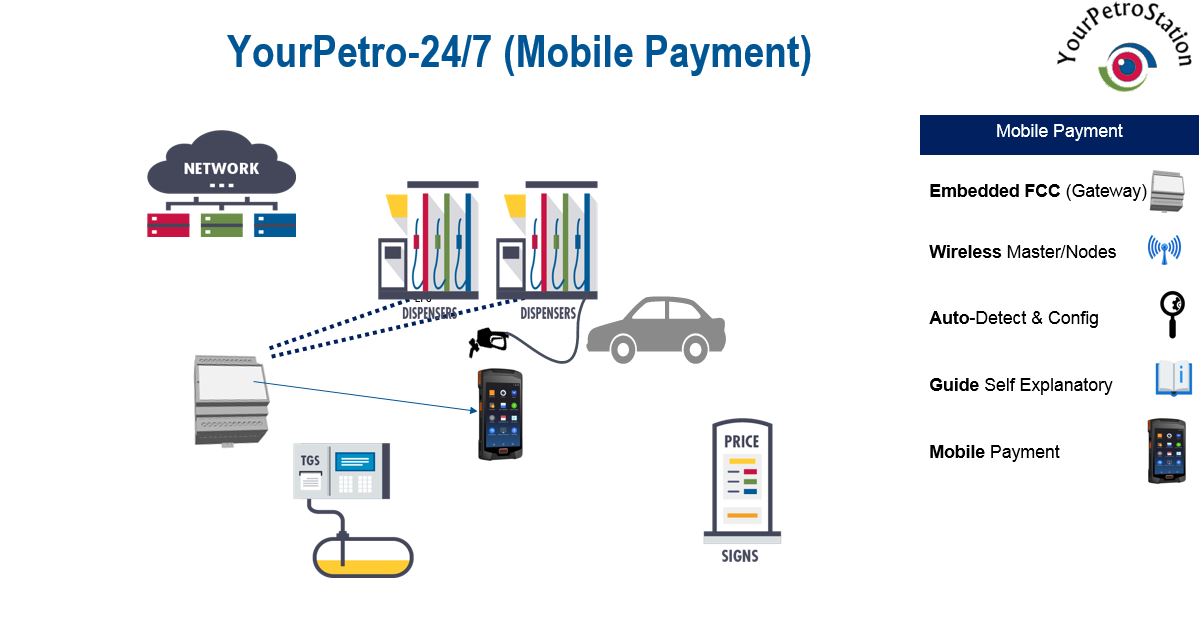 YourPetro-24/7 (Mobile Payment)
YourPetroStation
Mobile Payment
NETWORK
Embedded FCC (Gateway)
Wireless Master/Nodes
DISPENSERS
DISPENSERS
Auto-Detect & Config
Guide Self Explanatory
TGS
PRICE
Mobile Payment
SIGNS